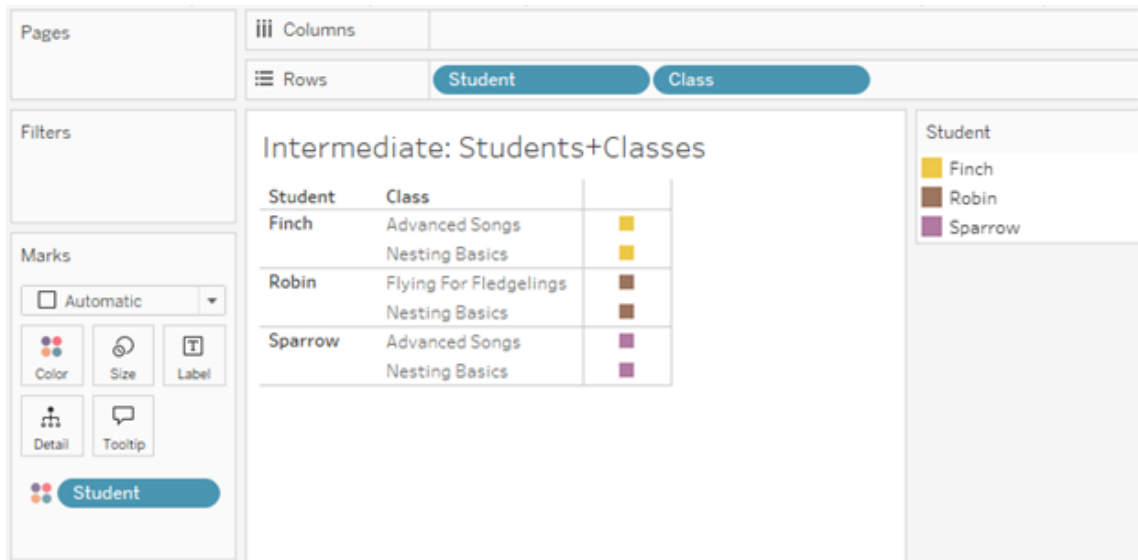 Pages
Columns
Rows Student Class
Filters
Intermediate: Students+Classes
Student Class
Finch Advanced Songs
Nesting Basics
Robin Flying For Fledgelings
Nesting Basics
Sparrow Advanced Songs
Nesting Basics
Student
Finch
Robin
Sparrow
Marks
Automatic
Color Size Label
Detail Tooltip
Student